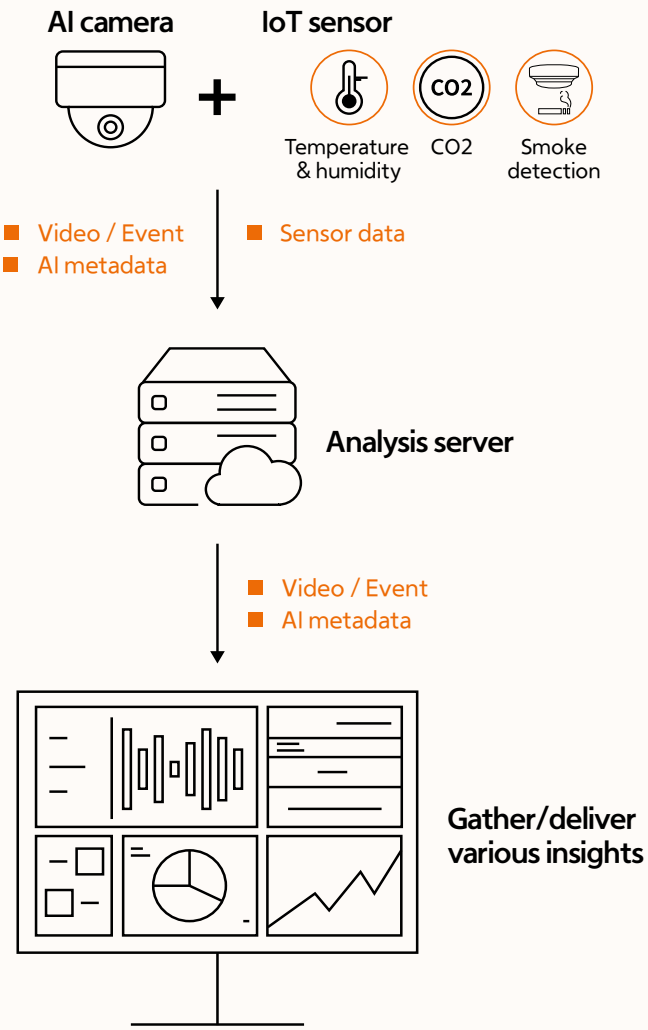 AI camera
IoT sensor
CO2
Temperature
& humidity
CO2
Smoke
detection
Video / Event
AI metadata
Sensor data
Analysis server
Video / Event
AI metadata
Gather/deliver
various insights